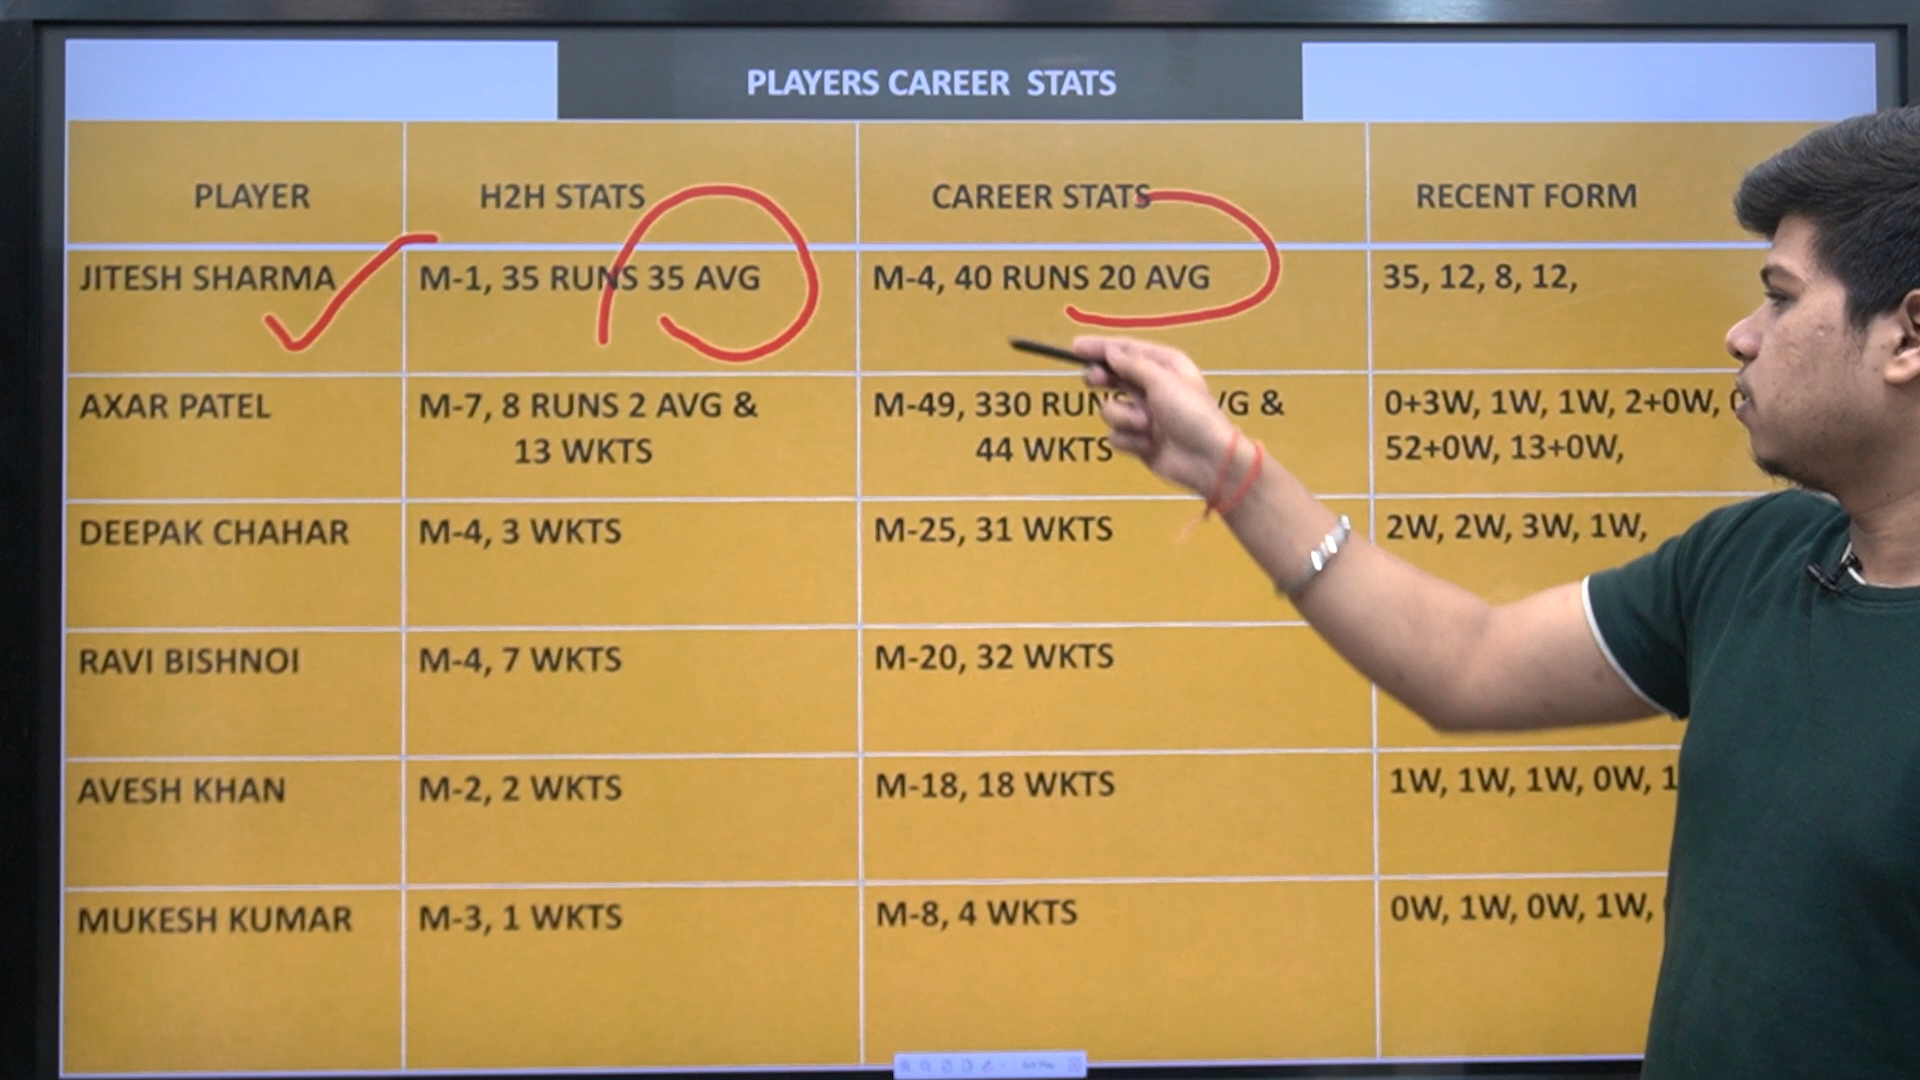 PLAYERS CAREER STATS
PLAYER H2H STATS CAREER STATS RECENT FORM
JITESH SHARMA M-1, 35 RUNS 35 AVG M-4, 40 RUNS 20 AVG 35, 12, 8, 12,
AXAR PATEL M-7, 8 RUNS 2 AVG & M-49, 330 RUNS & 0+3W, 1W, 1W, 2+0W,
13 WKTS 44 WKTS 52+0W, 13+0W,
DEEPAK CHAHAR M-4, 3 WKTS M-25, 31 WKTS 2W, 2W, 3W, 1W,
RAVI BISHNOI M-4, 7 WKTS M-20, 32 WKTS
AVESH KHAN M-2, 2 WKTS M-18, 18 WKTS 1W, 1W, 1W, 0W,
MUKESH KUMAR M-3, 1 WKTS M-8, 4 WKTS 0W, 1W, 0W, 1W,